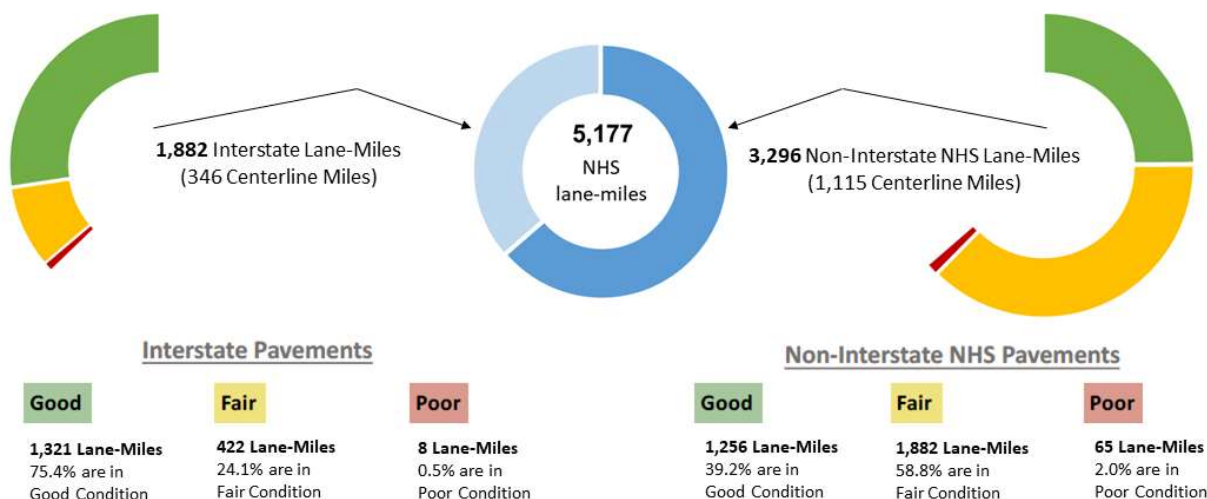 5,177
NHS
lane-miles
1,882 Interstate Lane-Miles
(346 Centerline Miles)
3,296 Non-Interstate NHS Lane-Miles
(1,115 Centerline Miles)
Interstate Pavements
Good
1,321 Lane-Miles
75.4% are in
Good Condition
Fair
422 Lane-Miles
24.1% are in
Fair Condition
Poor
8 Lane-Miles
0.5% are in
Poor Condition
Non-Interstate NHS Pavements
Good
1,256 Lane-Miles
39.2% are in
Good Condition
Fair
1,882 Lane-Miles
58.8% are in
Fair Condition
Poor
65 Lane-Miles
2.0% are in
Poor Condition